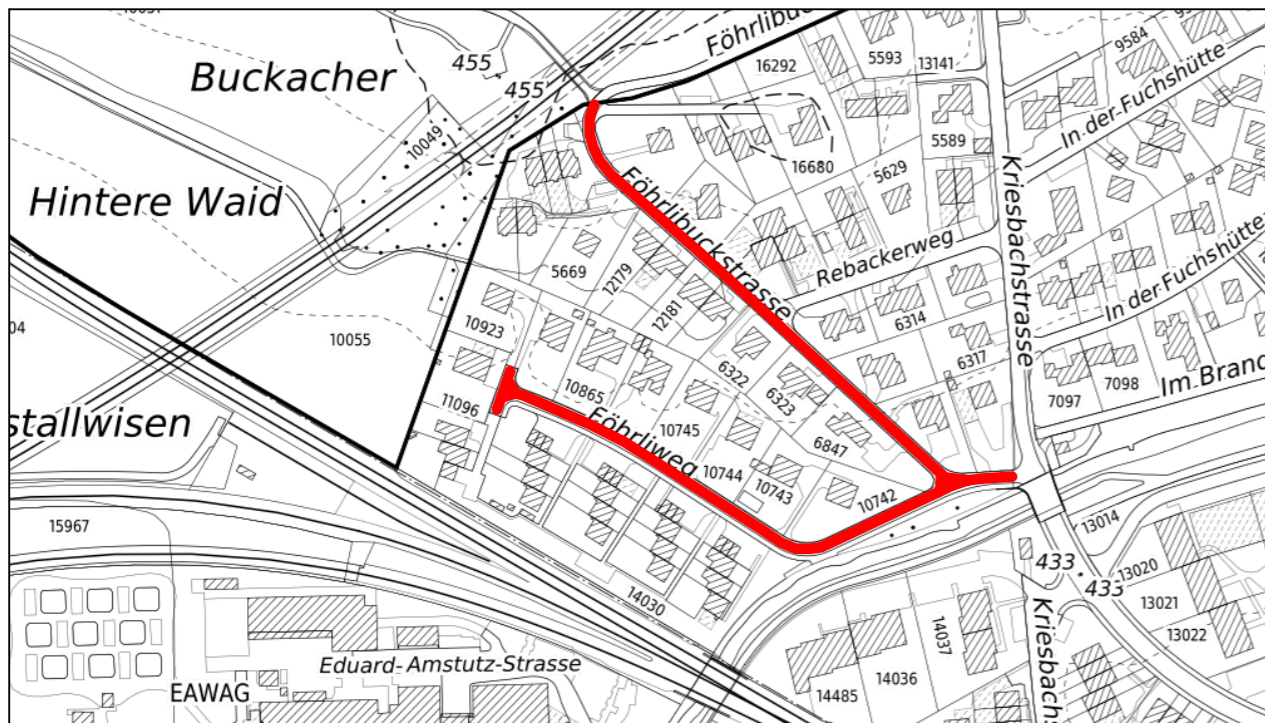 Föhrlibuc
16292
5593
13141
9584
In der Fuchshütte
Buckacher
455
455
10049
16680
5589
5629
Kriesbachstrasse
Hintere Waid
Föhrlibuckstrasse
Rebackerweg
In der Fuchshütte
5669
12179
12181
10923
10055
04
6314
6317
6322
6323
Im Brand
7098
7097
11096
10865
Föhrliweg
10745
10744
10743
6847
10742
stallwisen
15967
13014
13020
433
433
13021
13022
14030
14037
Kriesbachs
Eduard-Amstutz-Strasse
EAWAG
14485
14036